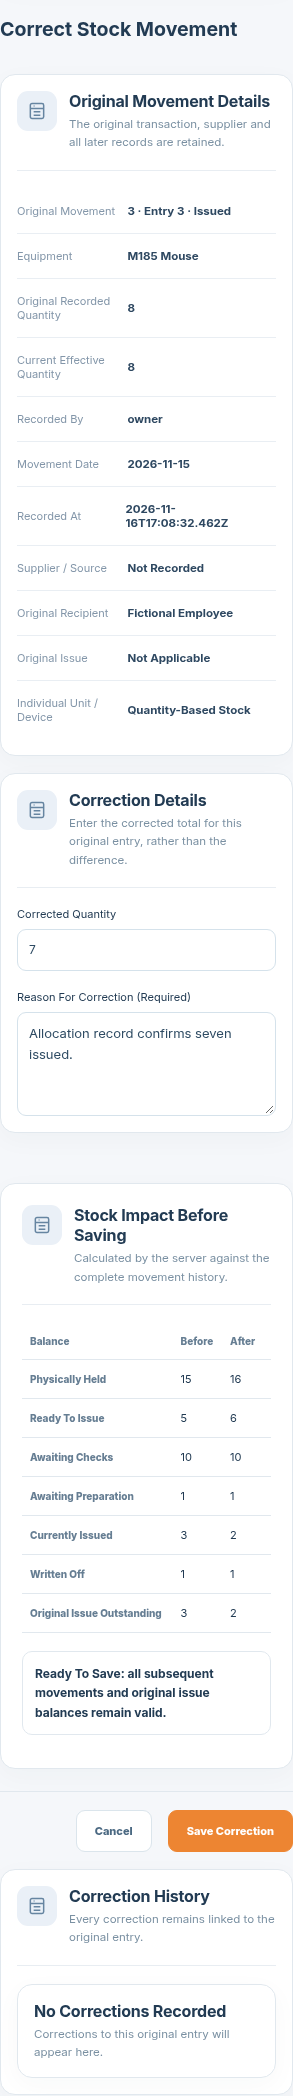 Correct Stock Movement
Original Movement Details
The original transaction, supplier and
all later records are retained.
Original Movement 3 · Entry 3 · Issued
Equipment M185 Mouse
Original Recorded
Quantity 8
Current Effective
Quantity 8
Recorded By owner
Movement Date 2026-11-15
Recorded At 2026-11-
16T17:08:32.462Z
Supplier / Source Not Recorded
Original Recipient Fictional Employee
Original Issue Not Applicable
Individual Unit /
Device Quantity-Based Stock
Correction Details
Enter the corrected total for this
original entry, rather than the
difference.
Corrected Quantity
7
Reason For Correction (Required)
Allocation record confirms seven
issued.
Stock Impact Before
Saving
Calculated by the server against the
complete movement history.
Balance Before After
Physically Held 15 16
Ready To Issue 5 6
Awaiting Checks 10 10
Awaiting Preparation 1 1
Currently Issued 3 2
Written Off 1 1
Original Issue Outstanding 3 2
Ready To Save: all subsequent
movements and original issue
balances remain valid.
Cancel Save Correction
Correction History
Every correction remains linked to the
original entry.
No Corrections Recorded
Corrections to this original entry will
appear here.